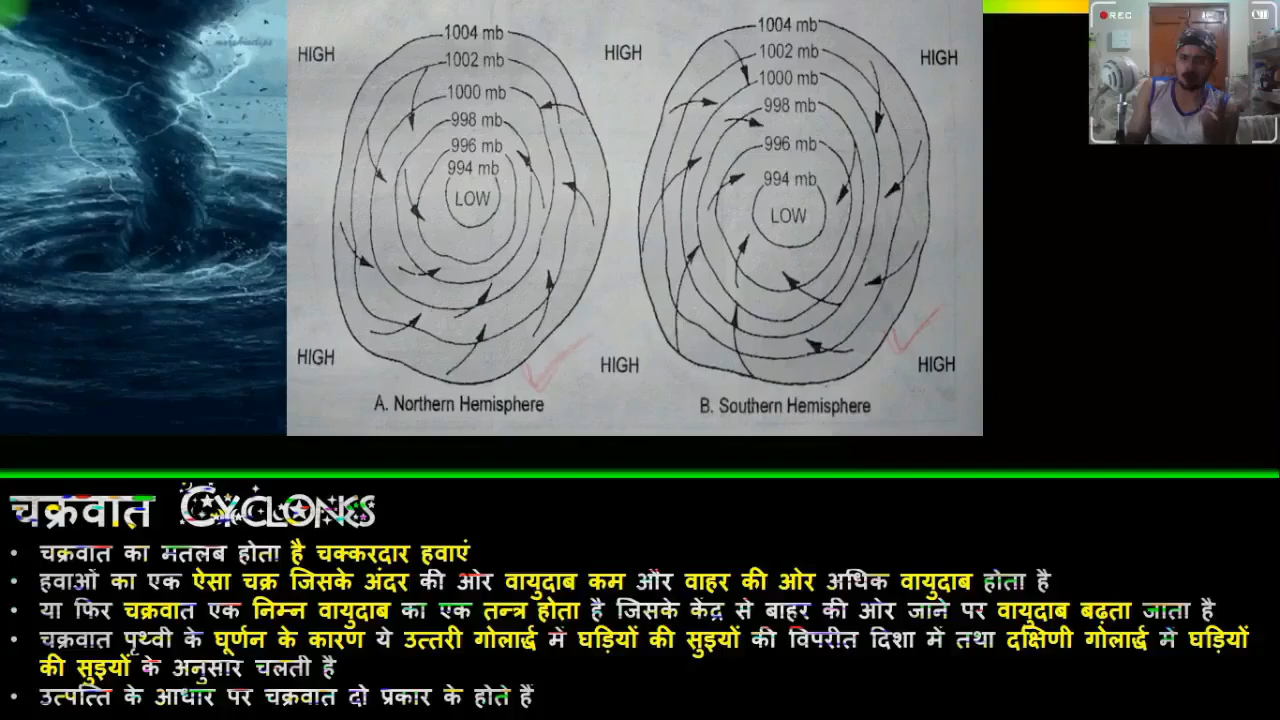 REC
HIGH
HIGH
HIGH
1004 mb
1002 mb
1000 mb
998 mb
996 mb
994 mb
LOW
1004 mb
1002 mb
1000 mb
998 mb
996 mb
994 mb
LOW
HIGH
HIGH
HIGH
A. Northern Hemisphere
B. Southern Hemisphere
चक्रवात CYCLONES
• चक्रवात का मतलब होता है चक्करदार हवाएं
• हवाओं का एक ऐसा चक्र जिसके अंदर की ओर वायुदाब कम और वाहर की ओर अधिक वायुदाब होता है
• या फिर चक्रवात एक निम्न वायुदाब का एक तन्त्र होता है जिसके केंद्र से बाहर की ओर जाने पर वायुदाब बढ़ता जाता है
• चक्रवात पृथ्वी के घूर्णन के कारण ये उत्तरी गोलार्द्ध में घड़ियों की सुइयों की विपरीत दिशा में तथा दक्षिणी गोलार्द्ध में घड़ियों
की सुइयों के अनुसार चलती है
• उत्पत्ति के आधार पर चक्रवात दो प्रकार के होते हैं